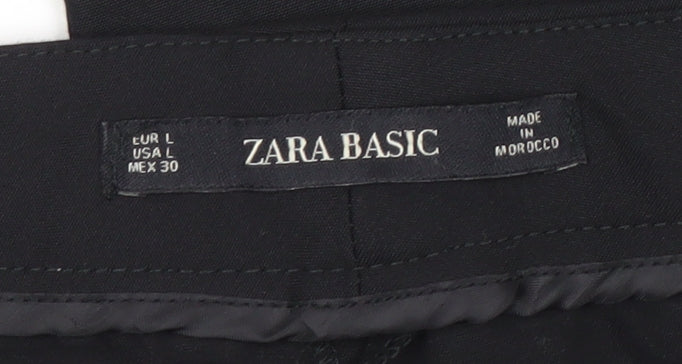 EUR L
USA L
MEX 30
ZARA BASIC
MADE
IN
MOROCCO